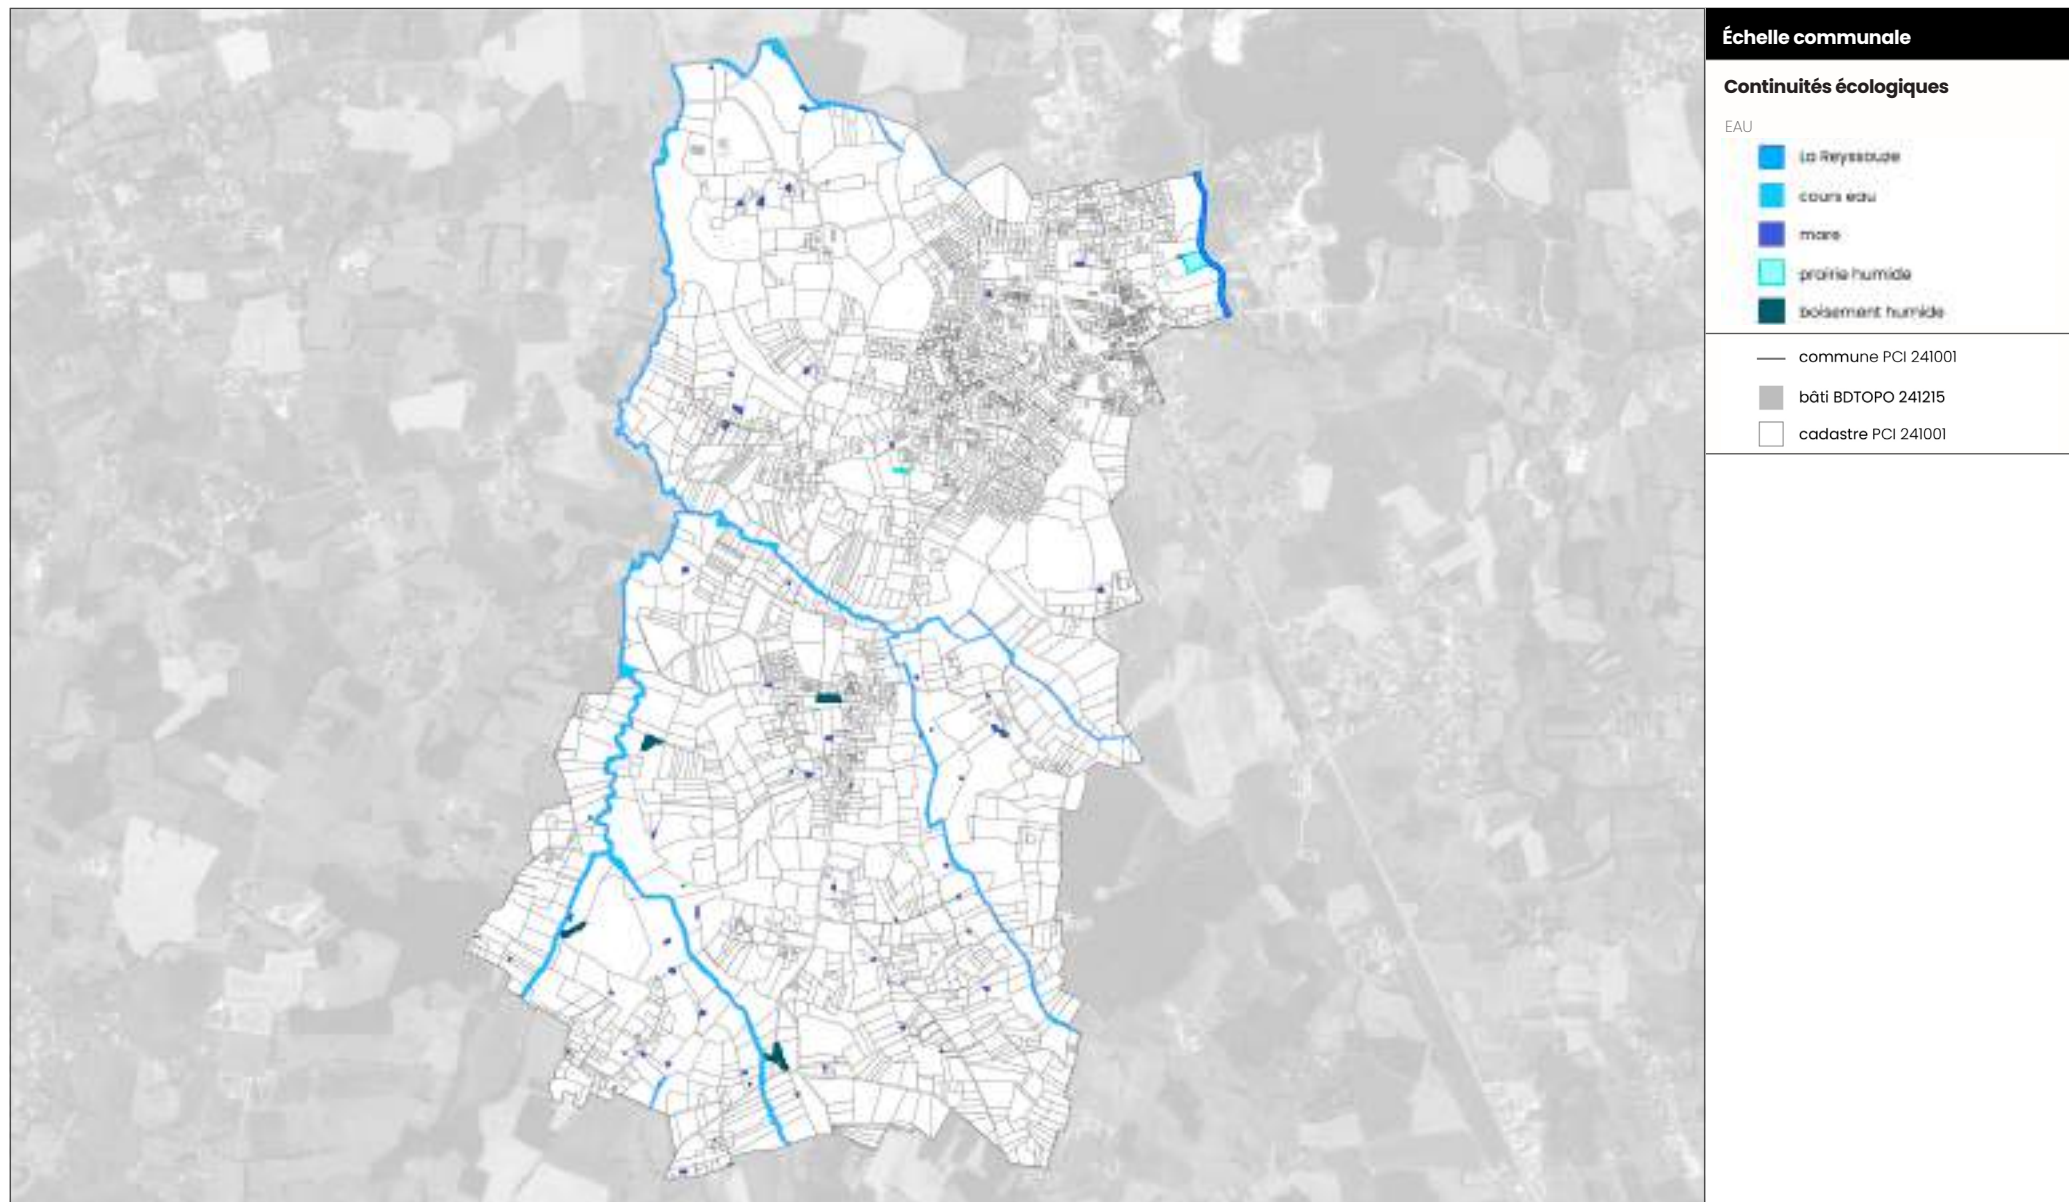 Échelle communale
Continuités écologiques
EAU
La Reyssouze
cours eau
mare
prairie humide
boisement humide
commune PCI 241001
bâti BDTOPO 241215
cadastre PCI 241001